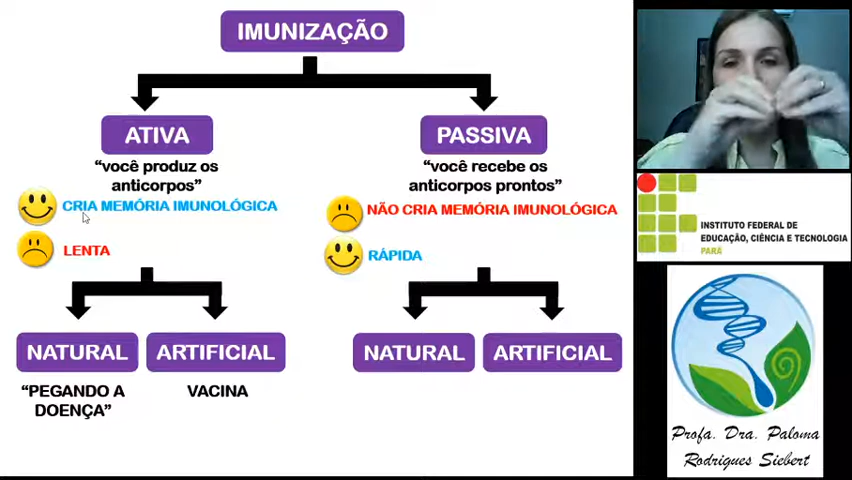 IMUNIZAÇÃO
ATIVA
"você produz os
anticorpos"
CRIA MEMÓRIA IMUNOLÓGICA
LENTA
NATURAL
"PEGANDO A
DOENÇA"
ARTIFICIAL
VACINA
PASSIVA
"você recebe os
anticorpos prontos"
NÃO CRIA MEMÓRIA IMUNOLÓGICA
RÁPIDA
NATURAL
ARTIFICIAL
INSTITUTO FEDERAL DE
EDUCAÇÃO, CIÊNCIA E TECNOLOGIA
PARÁ
Profa. Dra. Paloma
Rodrigues Siebert